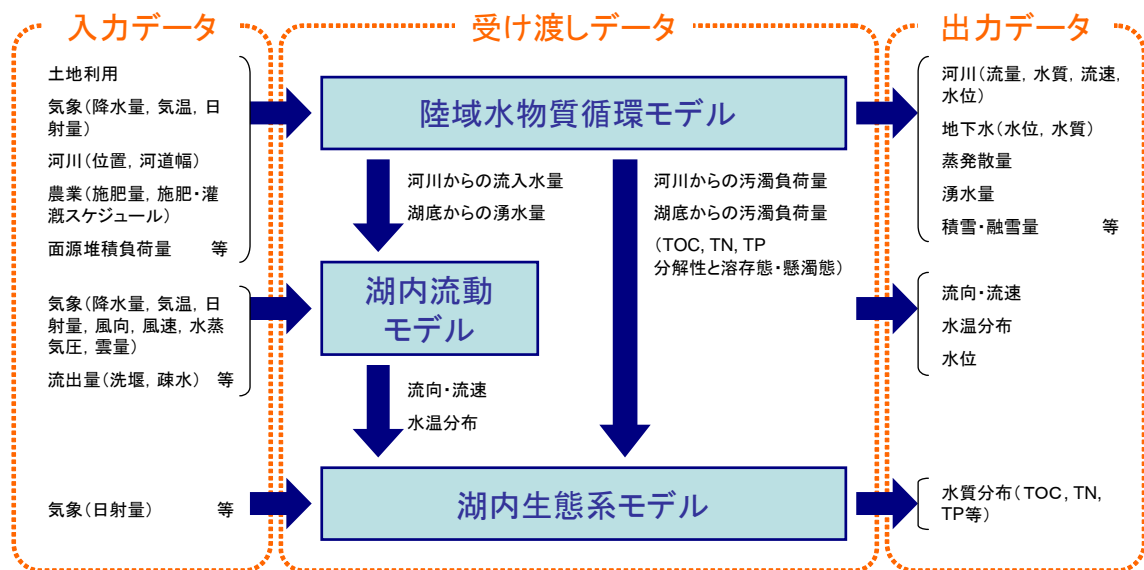 入力データ
土地利用
気象(降水量, 気温, 日
射量)
河川(位置, 河道幅)
農業(施肥量, 施肥・灌
漑スケジュール)
面源堆積負荷量 等
気象(降水量, 気温, 日
射量, 風向, 風速, 水蒸
気圧, 雲量)
流出量(洗堰, 疎水) 等
気象(日射量) 等
受け渡しデータ
陸域水物質循環モデル
河川からの流入水量
湖底からの湧水量
河川からの汚濁負荷量
湖底からの汚濁負荷量
(TOC, TN, TP
分解性と溶存態・懸濁態)
湖内流動
モデル
流向・流速
水温分布
湖内生態系モデル
出力データ
河川(流量, 水質, 流速,
水位)
地下水(水位, 水質)
蒸発散量
湧水量
積雪・融雪量 等
流向・流速
水温分布
水位
水質分布(TOC, TN,
TP等)